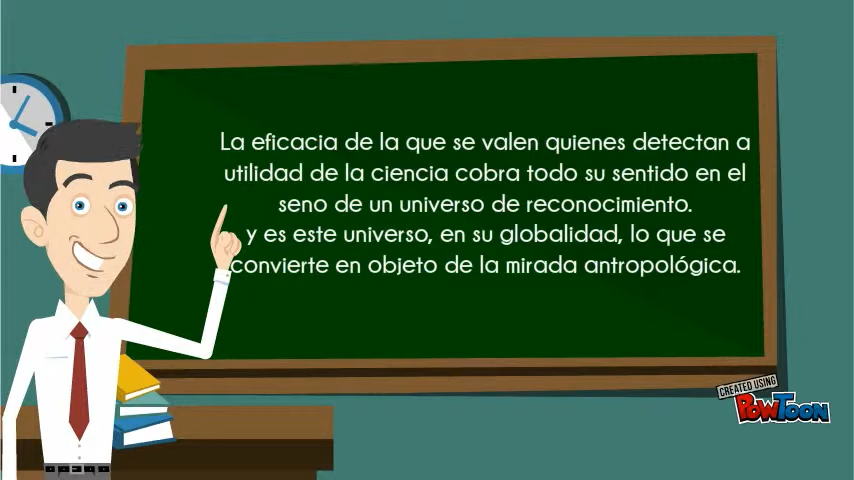 La eficacia de la que se valen quienes detectan a
utilidad de la ciencia cobra todo su sentido en el
seno de un universo de reconocimiento.
y es este universo, en su globalidad, lo que se
convierte en objeto de la mirada antropológica.
CREATED USING
POWTOON